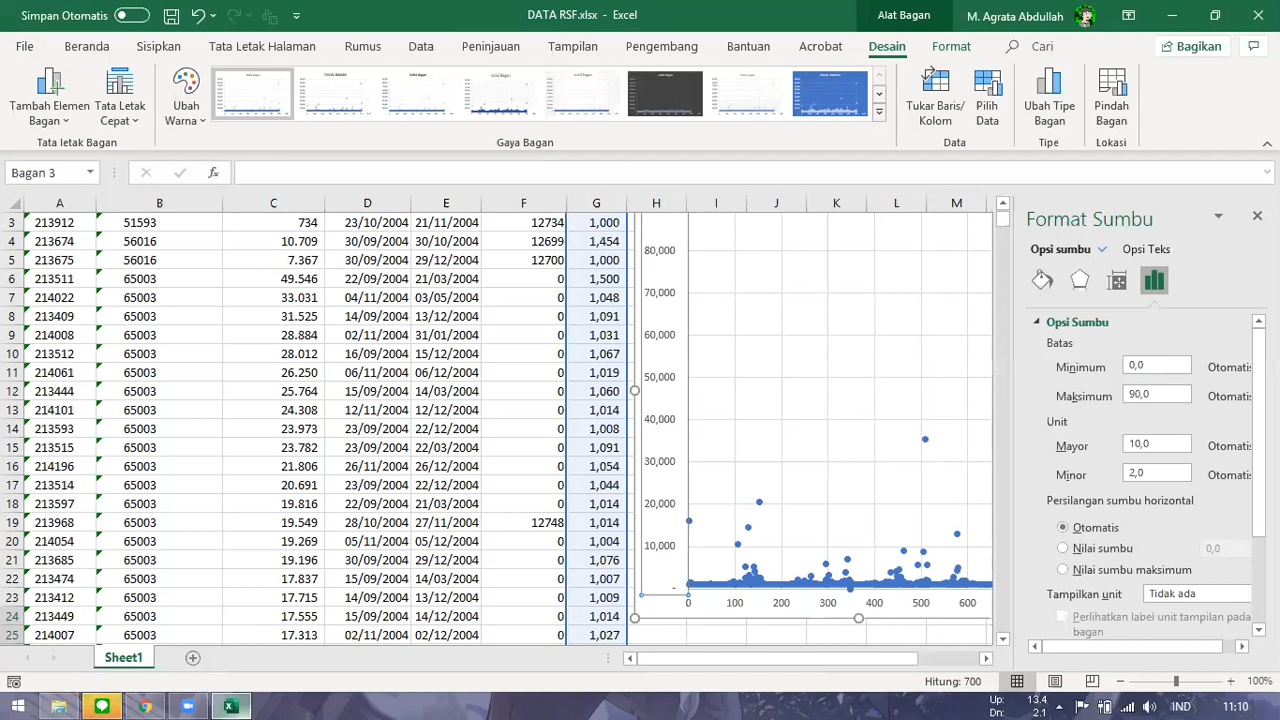 Simpan Otomatis
DATA RSF.xlsx - Excel
Alat Bagan
M. Agrata Abdullah
File Beranda Sisipkan Tata Letak Halaman Rumus Data Peninjauan Tampilan Pengembang Bantuan Acrobat Desain Format Cari
Bagikan
Tambah Elemen Bagan
Tata Letak Cepat
Ubah Warna
Tukar Baris/ Kolom
Pilih Data
Ubah Tipe Bagan
Pindah Bagan
Tata letak Bagan
Gaya Bagan
Data
Tipe
Lokasi
Bagan 3
fx
A B C D E F G H I J K L M
3 213912 51593 734 23/10/2004 21/11/2004 12734 1,000
4 213674 56016 10.709 30/09/2004 30/10/2004 12699 1,454
5 213675 56016 7.367 30/09/2004 29/12/2004 12700 1,000
6 213511 65003 49.546 22/09/2004 21/03/2004 0 1,500
7 214022 65003 33.031 04/11/2004 03/05/2004 0 1,048
8 213409 65003 31.525 14/09/2004 13/12/2004 0 1,091
9 214008 65003 28.884 02/11/2004 31/01/2004 0 1,031
10 213512 65003 28.012 16/09/2004 15/12/2004 0 1,067
11 214061 65003 26.250 06/11/2004 06/12/2004 0 1,019
12 213444 65003 25.764 15/09/2004 14/03/2004 0 1,060
13 214101 65003 24.308 12/11/2004 12/12/2004 0 1,014
14 213593 65003 23.973 23/09/2004 22/03/2004 0 1,008
15 213515 65003 23.782 23/09/2004 22/03/2004 0 1,091
16 214196 65003 21.806 26/11/2004 26/12/2004 0 1,054
17 213514 65003 20.691 23/09/2004 22/12/2004 0 1,044
18 213597 65003 19.816 22/09/2004 21/03/2004 0 1,014
19 213968 65003 19.549 28/10/2004 27/11/2004 12748 1,014
20 214054 65003 19.269 05/11/2004 05/12/2004 0 1,004
21 213685 65003 19.196 30/09/2004 29/12/2004 0 1,076
22 213474 65003 17.837 15/09/2004 14/03/2004 0 1,007
23 213412 65003 17.715 14/09/2004 13/12/2004 0 1,009
24 213449 65003 17.555 15/09/2004 14/12/2004 0 1,014
25 214007 65003 17.313 02/11/2004 02/12/2004 0 1,027
80,000
70,000
60,000
50,000
40,000
30,000
20,000
10,000
-
0 100 200 300 400 500 600
Format Sumbu
Opsi sumbu Opsi Teks
Opsi Sumbu
Batas
Minimum 0,0 Otomatis
Maksimum 90,0 Otomatis
Unit
Mayor 10,0 Otomatis
Minor 2,0 Otomatis
Persilangan sumbu horizontal
Otomatis
Nilai sumbu 0,0
Nilai sumbu maksimum
Tampilkan unit Tidak ada
Perlihatkan label unit tampilan pada bagan
Sheet1
Hitung: 700
100%
Up: 13.4
Dn: 2.1
IND
11:10